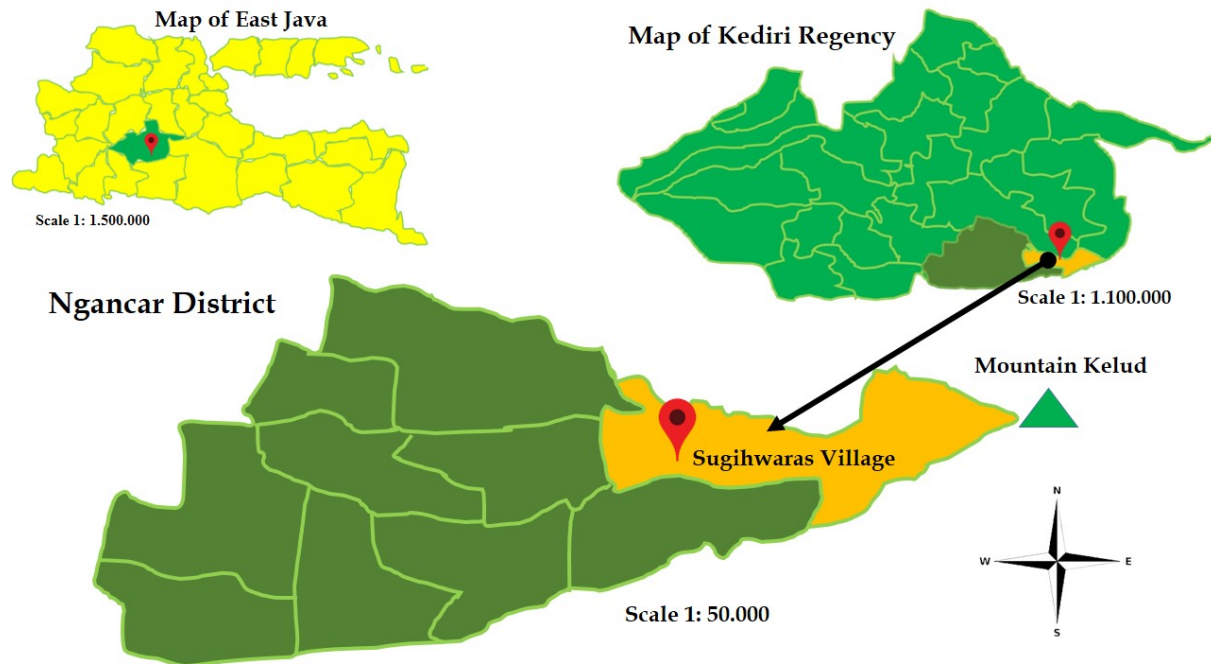 Map of East Java
Scale 1: 1.500.000
Map of Kediri Regency
Scale 1: 1.100.000
Ngancar District
Mountain Kelud
Sugihwaras Village
Scale 1: 50.000
N
W
E
S